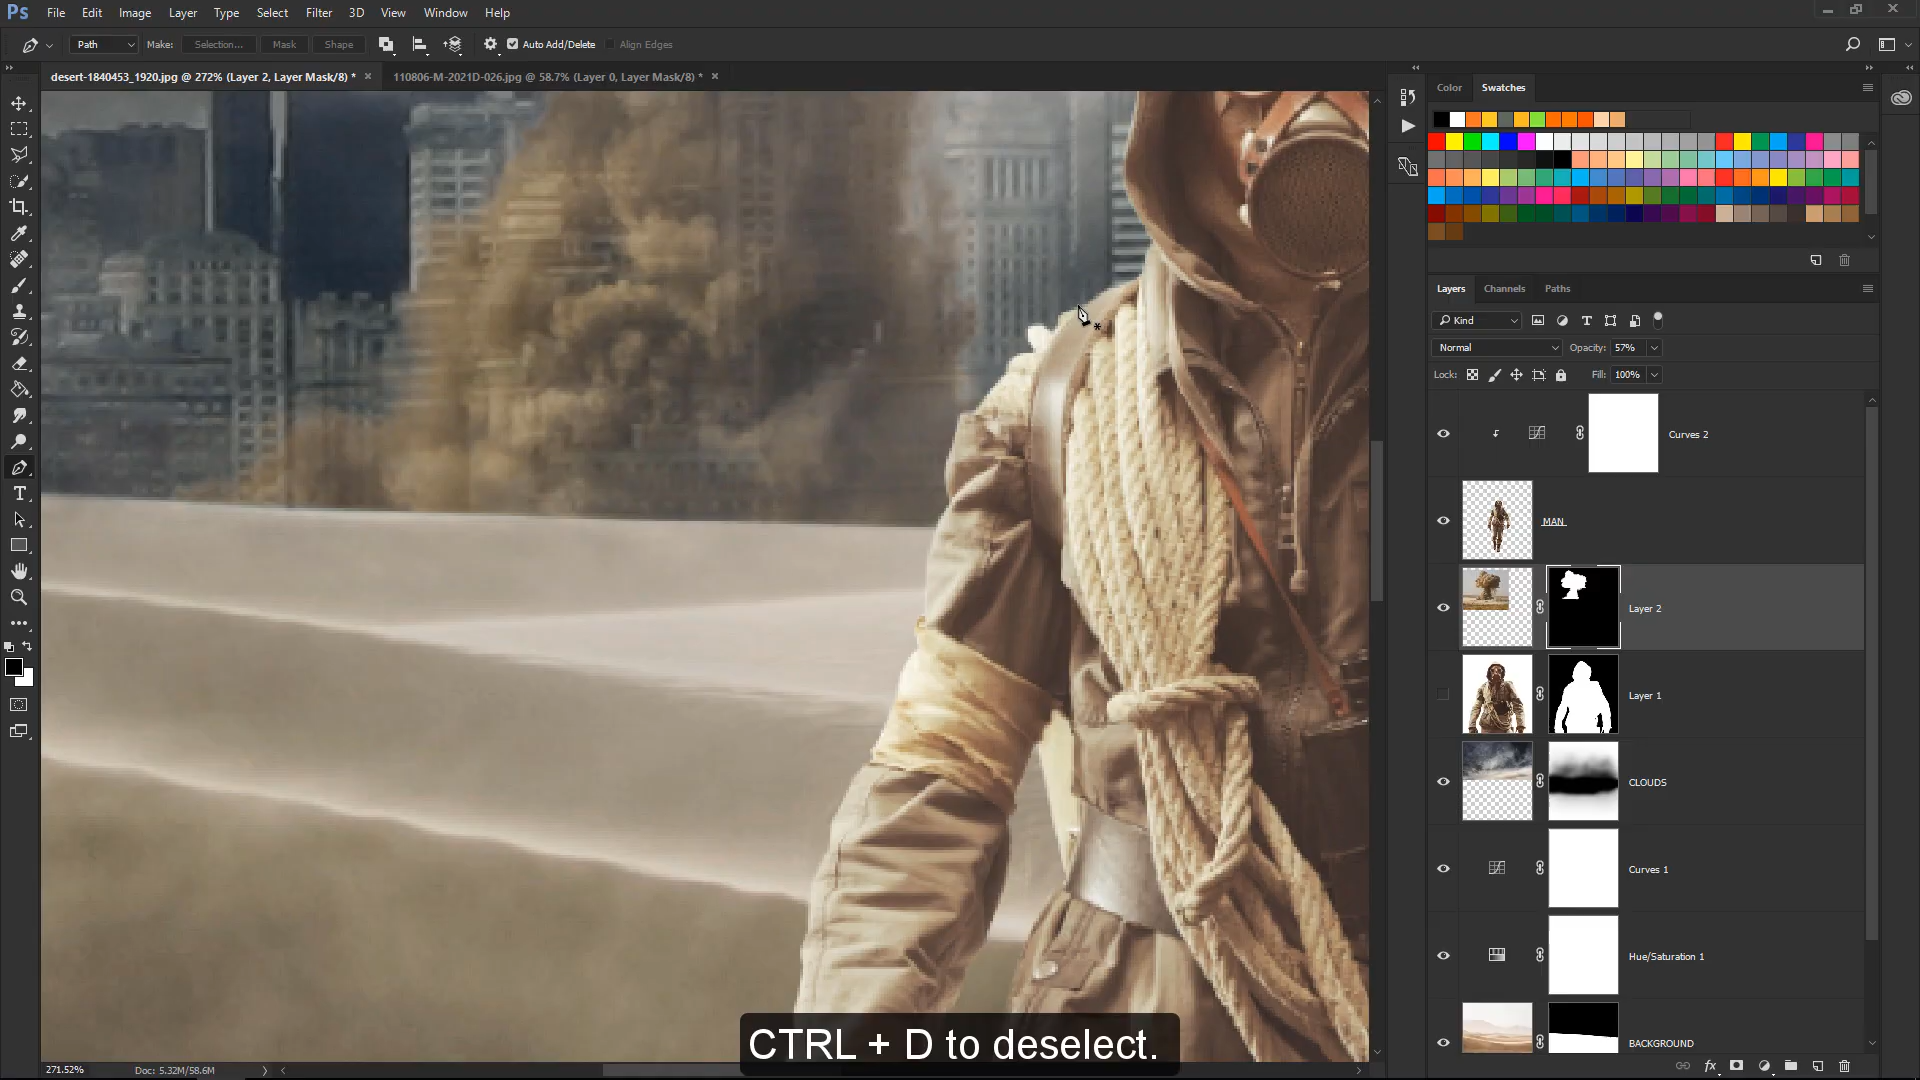 Ps File Edit Image Layer Type Select Filter 3D View Window Help
Path Make: Selection... Mask Shape Auto Add/Delete Align Edges
desert-1840453_1920.jpg @ 272% (Layer 2, Layer Mask/8) * × 110806-M-2021D-026.jpg @ 58.7% (Layer 0, Layer Mask/8) * ×
Color Swatches
Layers Channels Paths
Kind
Normal Opacity: 57%
Lock: Fill: 100%
Curves 2
MAN
Layer 2
Layer 1
CLOUDS
Curves 1
Hue/Saturation 1
BACKGROUND
CTRL + D to deselect.
271.52% Doc: 5.32M/58.6M